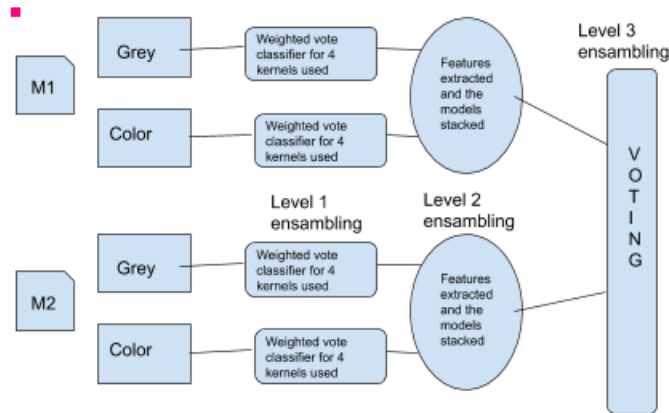 Level 3
ensambling
M1
Grey
Weighted vote
classifier for 4
kernels used
Color
Weighted vote
classifier for 4
kernels used
Features
extracted
and the
models
stacked
Level 1
ensambling
Level 2
ensambling
M2
Grey
Weighted vote
classifier for 4
kernels used
Color
Weighted vote
classifier for 4
kernels used
Features
extracted
and the
models
stacked
V
O
T
I
N
G